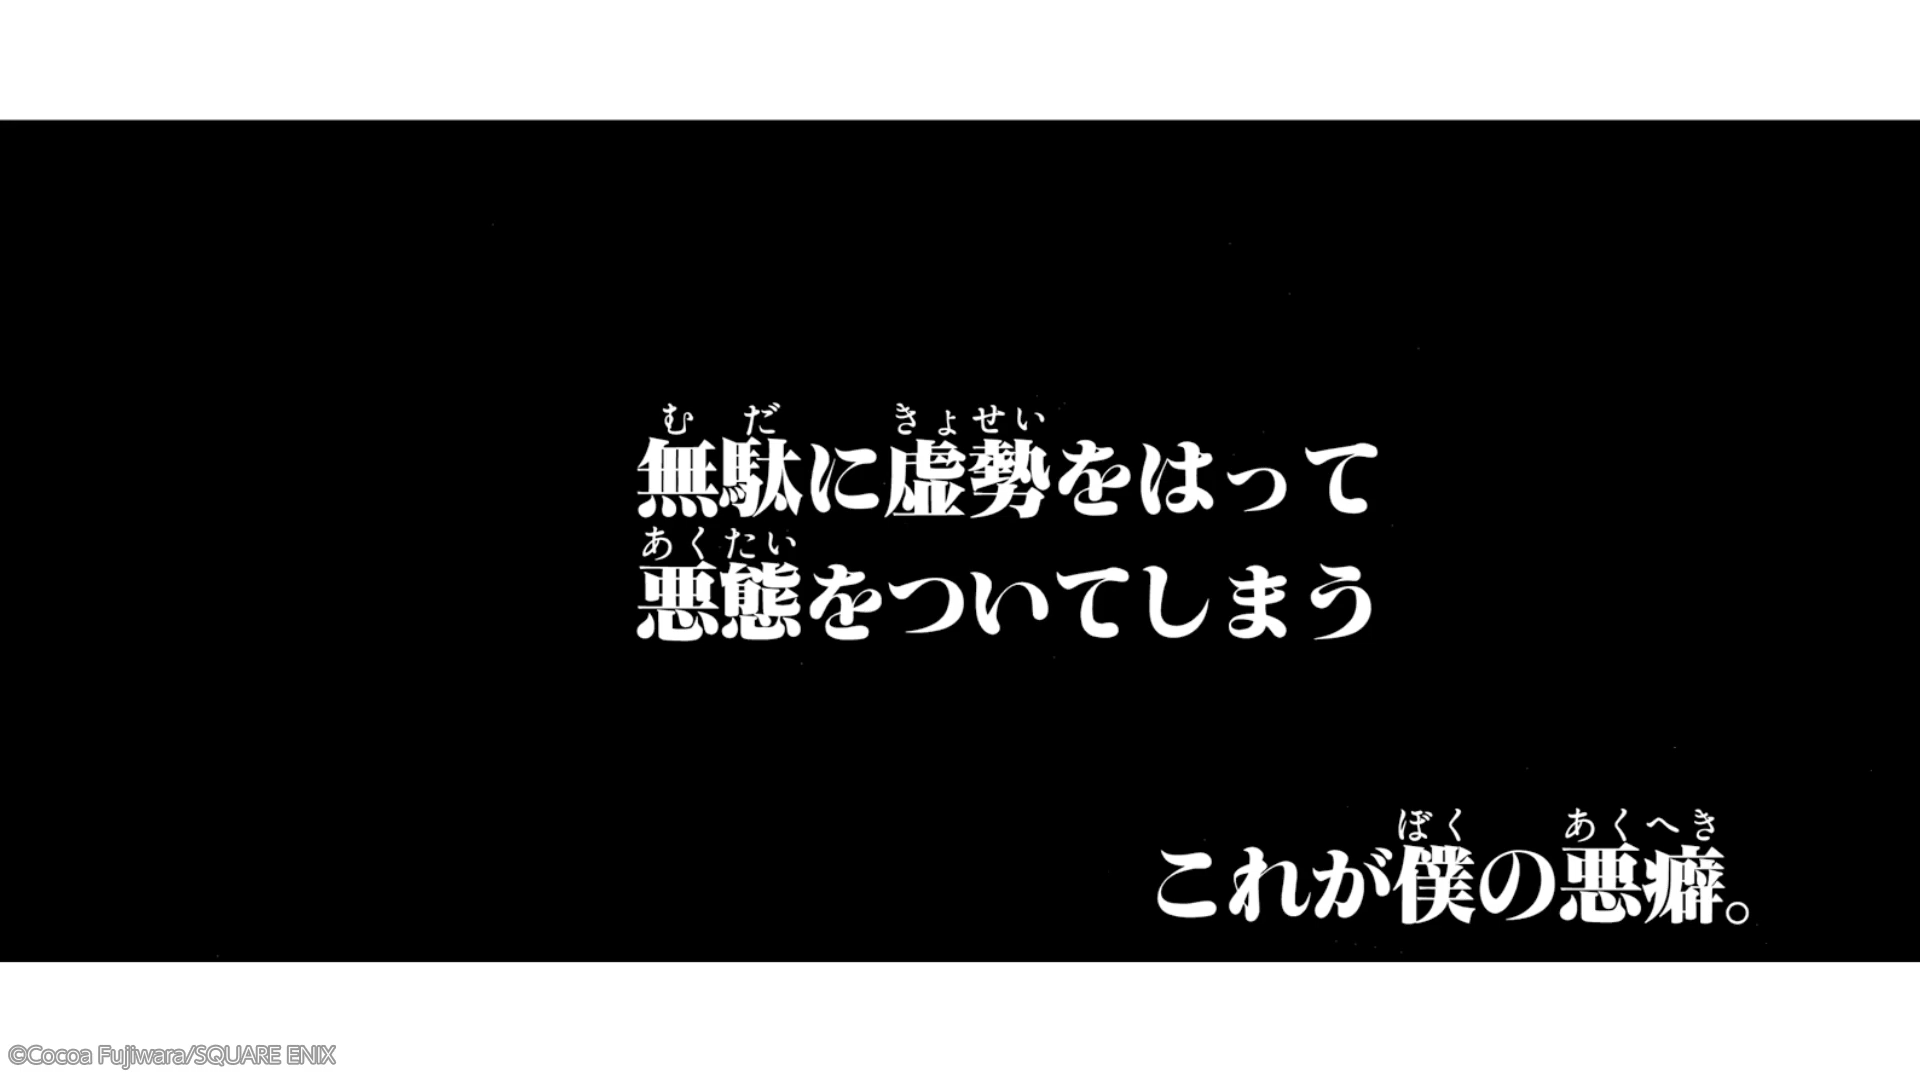 むだ きょせい
無駄に虚勢をはって
あくたい
悪態をついてしまう
ぼく あくへき
これが僕の悪癖。
©Cocoa Fujiwara/SQUARE ENIX